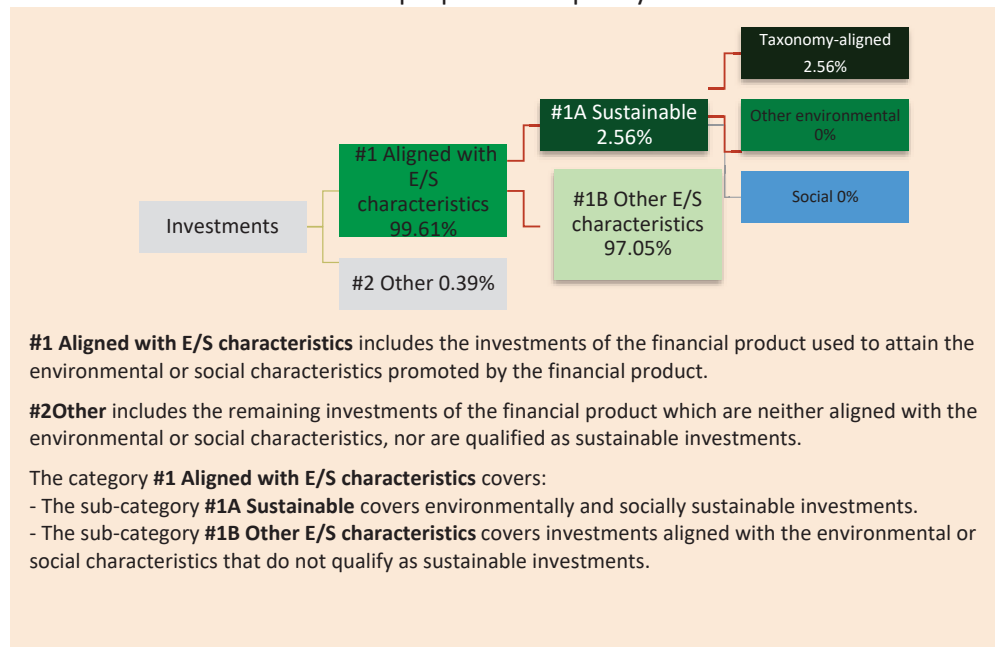 Taxonomy-aligned
2.56%
#1A Sustainable
2.56%
Other environmental
0%
#1 Aligned with
E/S
characteristics
99.61%
#1B Other E/S
characteristics
97.05%
Social 0%
Investments
#2 Other 0.39%
#1 Aligned with E/S characteristics includes the investments of the financial product used to attain the
environmental or social characteristics promoted by the financial product.
#2Other includes the remaining investments of the financial product which are neither aligned with the
environmental or social characteristics, nor are qualified as sustainable investments.
The category #1 Aligned with E/S characteristics covers:
- The sub-category #1A Sustainable covers environmentally and socially sustainable investments.
- The sub-category #1B Other E/S characteristics covers investments aligned with the environmental or
social characteristics that do not qualify as sustainable investments.